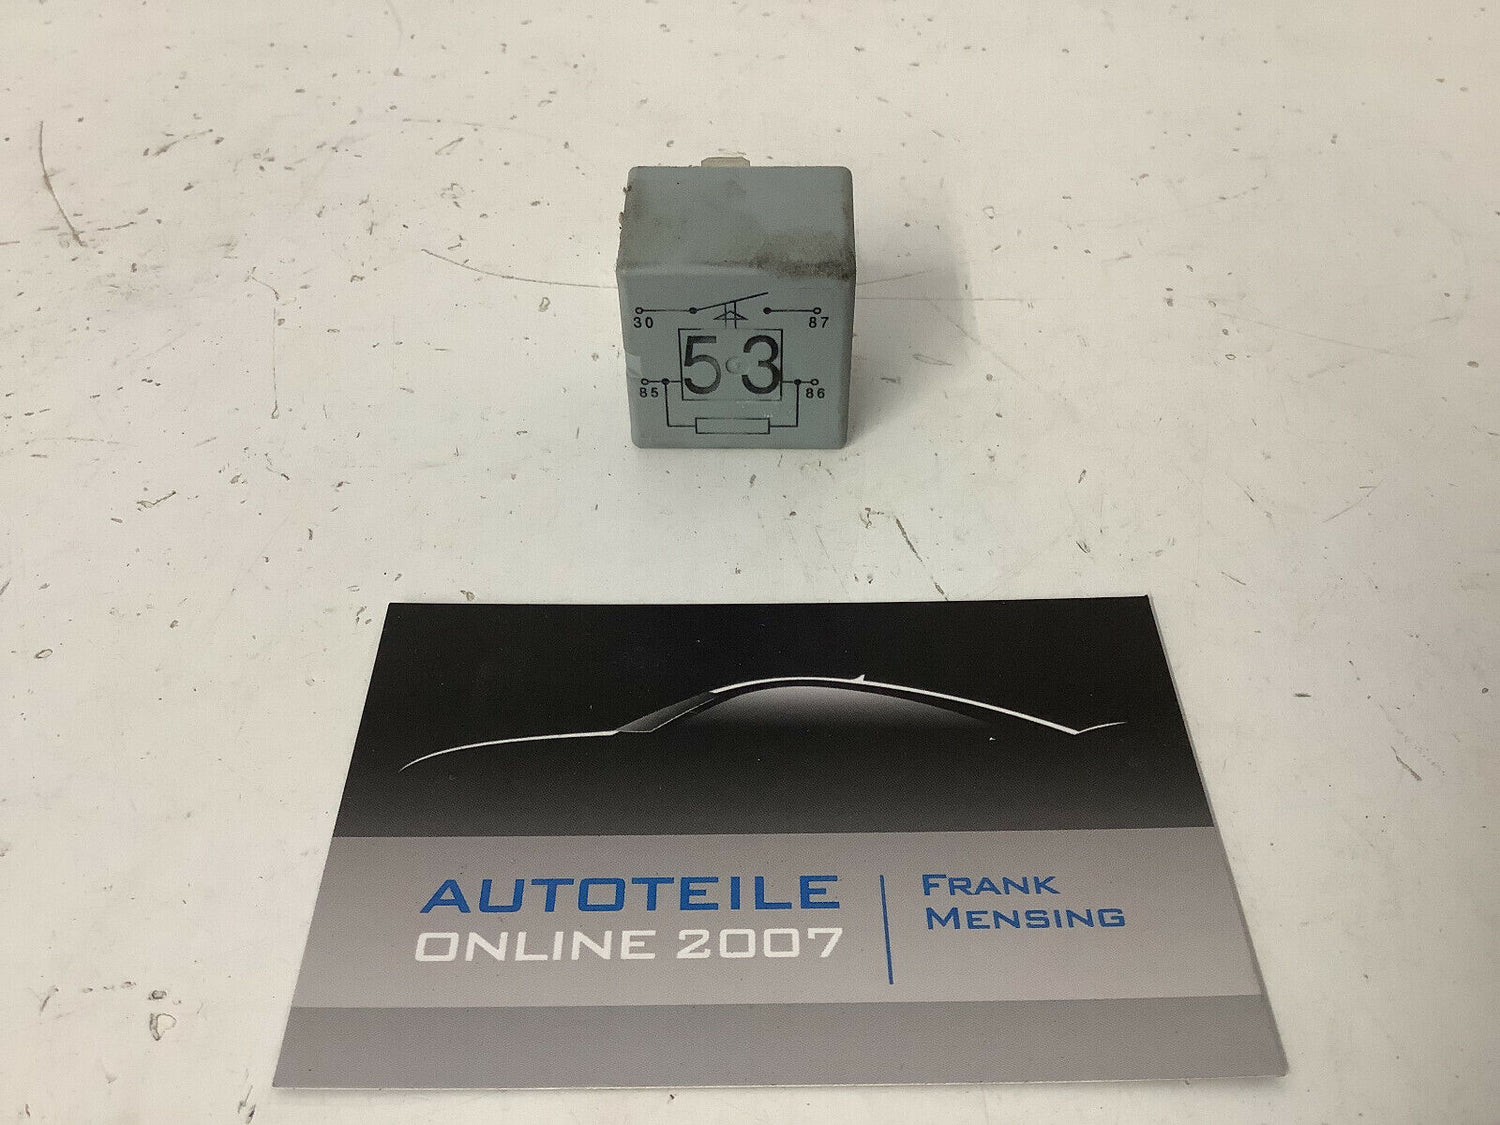 30 87
53
85 86
AUTOTEILE
ONLINE 2007
FRANK
MENSING